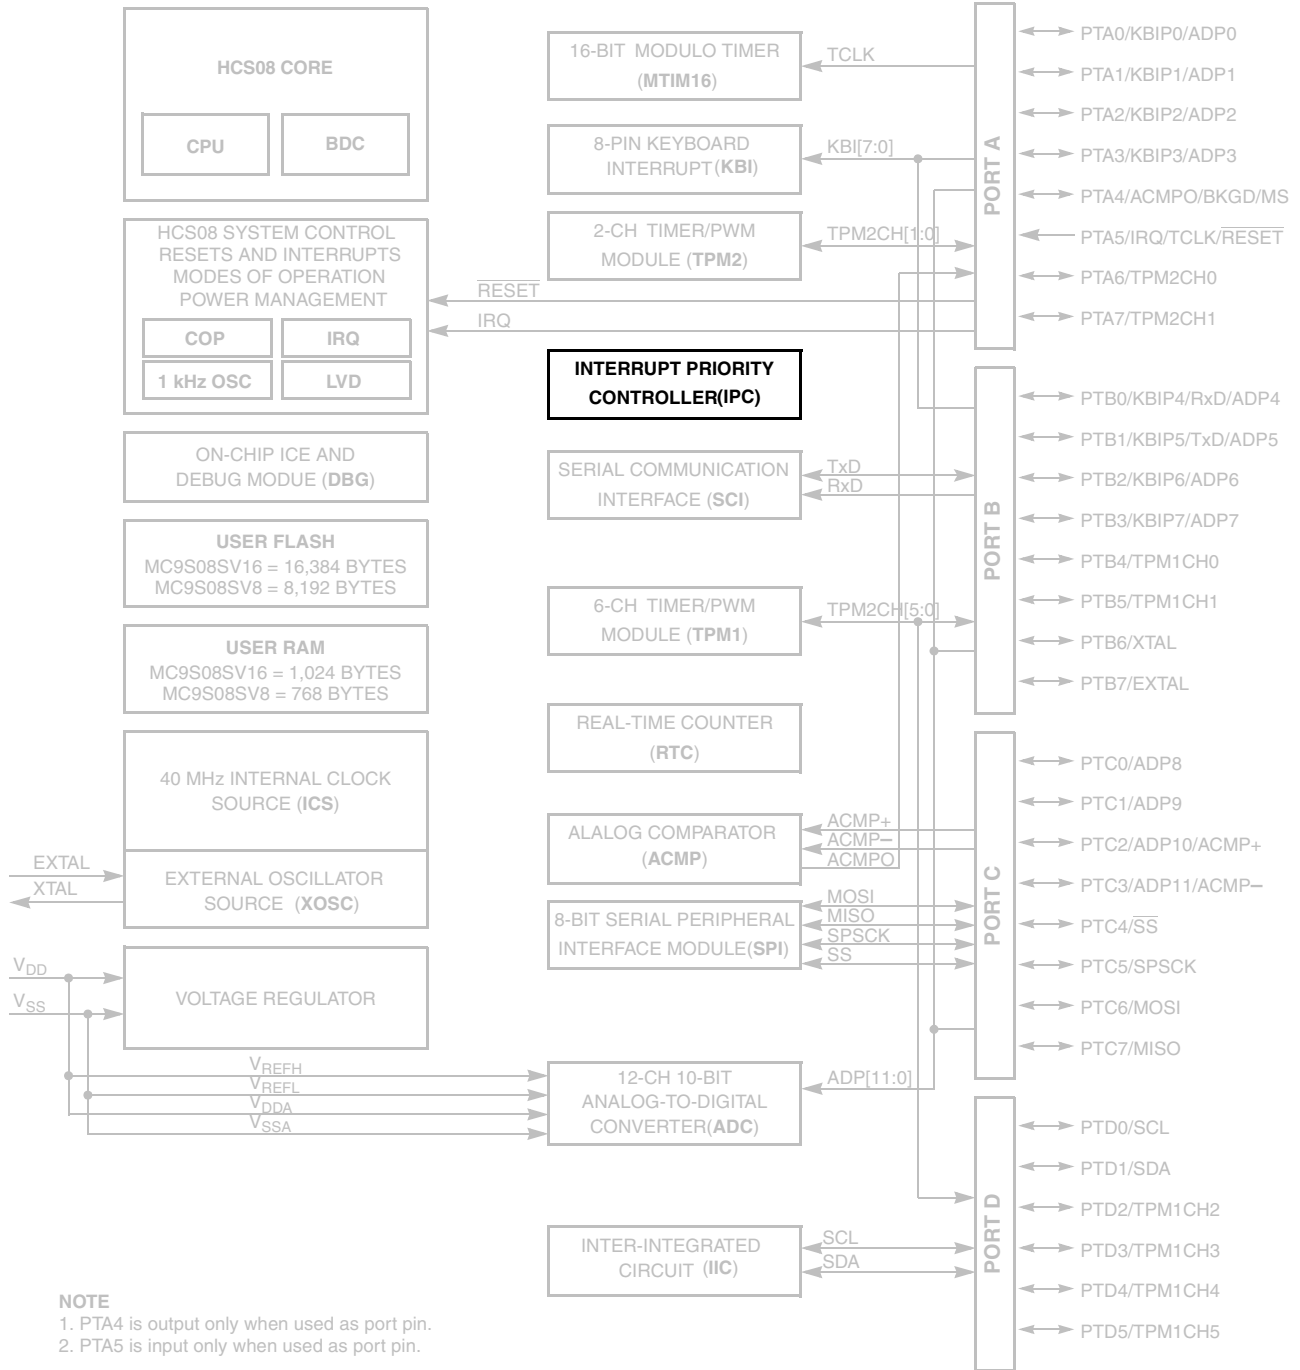 HCS08 CORE
CPU
BDC
HCS08 SYSTEM CONTROL
RESETS AND INTERRUPTS
MODES OF OPERATION
POWER MANAGEMENT
COP
IRQ
1 kHz OSC
LVD
ON-CHIP ICE AND
DEBUG MODUE (DBG)
USER FLASH
MC9S08SV16 = 16,384 BYTES
MC9S08SV8 = 8,192 BYTES
USER RAM
MC9S08SV16 = 1,024 BYTES
MC9S08SV8 = 768 BYTES
40 MHz INTERNAL CLOCK
SOURCE (ICS)
EXTERNAL OSCILLATOR
SOURCE (XOSC)
EXTAL
XTAL
VDD
VSS
VOLTAGE REGULATOR
VREFH
VREFL
VDDA
VSSA
16-BIT MODULO TIMER
(MTIM16)
TCLK
8-PIN KEYBOARD
INTERRUPT(KBI)
KBI[7:0]
2-CH TIMER/PWM
MODULE (TPM2)
TPM2CH[1:0]
RESET
IRQ
INTERRUPT PRIORITY
CONTROLLER(IPC)
SERIAL COMMUNICATION
INTERFACE (SCI)
TxD
RxD
6-CH TIMER/PWM
MODULE (TPM1)
TPM2CH[5:0]
REAL-TIME COUNTER
(RTC)
ALALOG COMPARATOR
(ACMP)
ACMP+
ACMP–
ACMPO
8-BIT SERIAL PERIPHERAL
INTERFACE MODULE(SPI)
MOSI
MISO
SPSCK
SS
12-CH 10-BIT
ANALOG-TO-DIGITAL
CONVERTER(ADC)
ADP[11:0]
INTER-INTEGRATED
CIRCUIT (IIC)
SCL
SDA
PORT A
PTA0/KBIP0/ADP0
PTA1/KBIP1/ADP1
PTA2/KBIP2/ADP2
PTA3/KBIP3/ADP3
PTA4/ACMPO/BKGD/MS
PTA5/IRQ/TCLK/RESET
PTA6/TPM2CH0
PTA7/TPM2CH1
PORT B
PTB0/KBIP4/RxD/ADP4
PTB1/KBIP5/TxD/ADP5
PTB2/KBIP6/ADP6
PTB3/KBIP7/ADP7
PTB4/TPM1CH0
PTB5/TPM1CH1
PTB6/XTAL
PTB7/EXTAL
PORT C
PTC0/ADP8
PTC1/ADP9
PTC2/ADP10/ACMP+
PTC3/ADP11/ACMP–
PTC4/SS
PTC5/SPSCK
PTC6/MOSI
PTC7/MISO
PORT D
PTD0/SCL
PTD1/SDA
PTD2/TPM1CH2
PTD3/TPM1CH3
PTD4/TPM1CH4
PTD5/TPM1CH5
NOTE
1. PTA4 is output only when used as port pin.
2. PTA5 is input only when used as port pin.